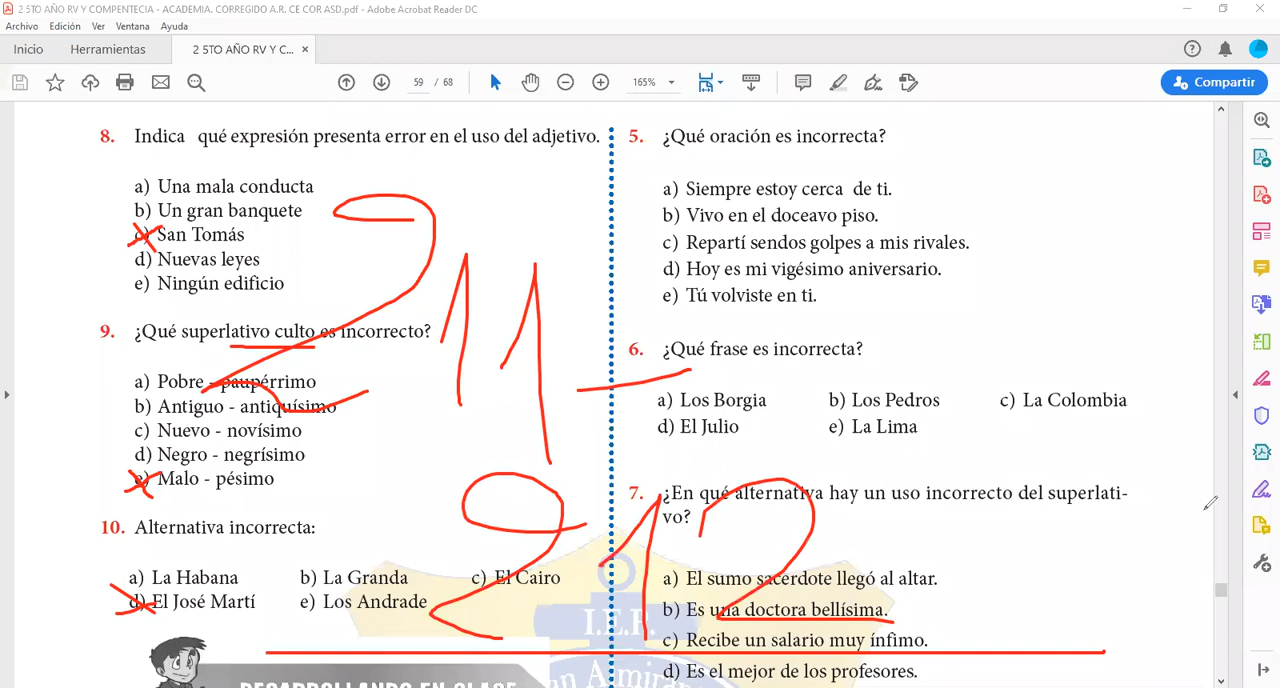 2 5TO AÑO RV Y COMPENTECIA - ACADEMIA. CORREGIDO A.R. CE COR ASD.pdf - Adobe Acrobat Reader DC
Archivo Edición Ver Ventana Ayuda
Inicio Herramientas 2 5TO AÑO RV Y C... ×
59 / 68 165% Compartir
8. Indica qué expresión presenta error en el uso del adjetivo.
a) Una mala conducta
b) Un gran banquete
c) San Tomás
d) Nuevas leyes
e) Ningún edificio
9. ¿Qué superlativo culto es incorrecto?
a) Pobre - paupérrimo
b) Antiguo - antiquísimo
c) Nuevo - novísimo
d) Negro - negrísimo
e) Malo - pésimo
10. Alternativa incorrecta:
a) La Habana b) La Granda c) El Cairo
d) El José Martí e) Los Andrade
DESARROLLANDO EN CLASE
5. ¿Qué oración es incorrecta?
a) Siempre estoy cerca de ti.
b) Vivo en el doceavo piso.
c) Repartí sendos golpes a mis rivales.
d) Hoy es mi vigésimo aniversario.
e) Tú volviste en ti.
6. ¿Qué frase es incorrecta?
a) Los Borgia b) Los Pedros c) La Colombia
d) El Julio e) La Lima
7. ¿En qué alternativa hay un uso incorrecto del superlati-
vo?
a) El sumo sacerdote llegó al altar.
b) Es una doctora bellísima.
c) Recibe un salario muy ínfimo.
d) Es el mejor de los profesores.
211-
212
I.E.P.